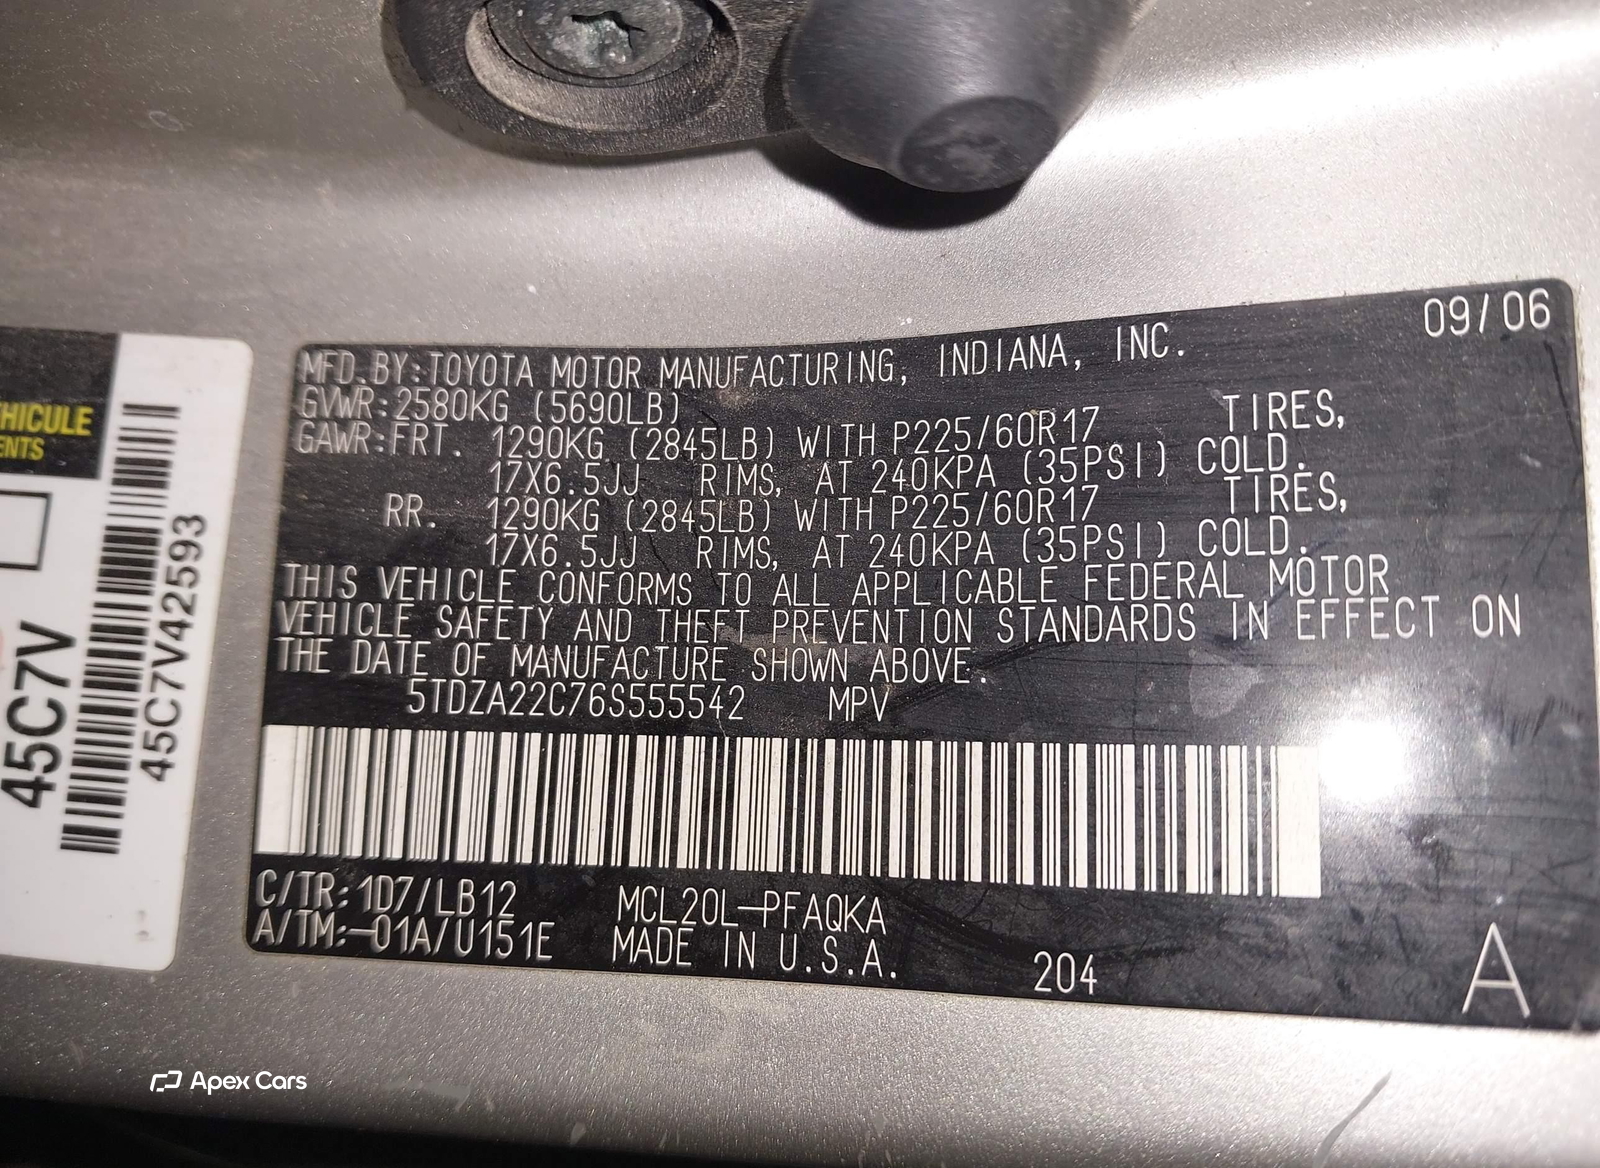 09/06
MFD.BY:TOYOTA MOTOR MANUFACTURING, INDIANA, INC.
GVWR:2580KG (5690LB)
GAWR:FRT. 1290KG (2845LB) WITH P225/60R17 TIRES,
17X6.5JJ RIMS, AT 240KPA (35PSI) COLD.
RR. 1290KG (2845LB) WITH P225/60R17 TIRES,
17X6.5JJ RIMS, AT 240KPA (35PSI) COLD.
THIS VEHICLE CONFORMS TO ALL APPLICABLE FEDERAL MOTOR
VEHICLE SAFETY AND THEFT PREVENTION STANDARDS IN EFFECT ON
THE DATE OF MANUFACTURE SHOWN ABOVE.
5TDZA22C76S555542 MPV
C/TR:1D7/LB12 MCL20L-PFAQKA
A/TM:-01A/U151E MADE IN U.S.A. 204 A
HICULE
ENTS
45C7V
45C7V42593
Apex Cars